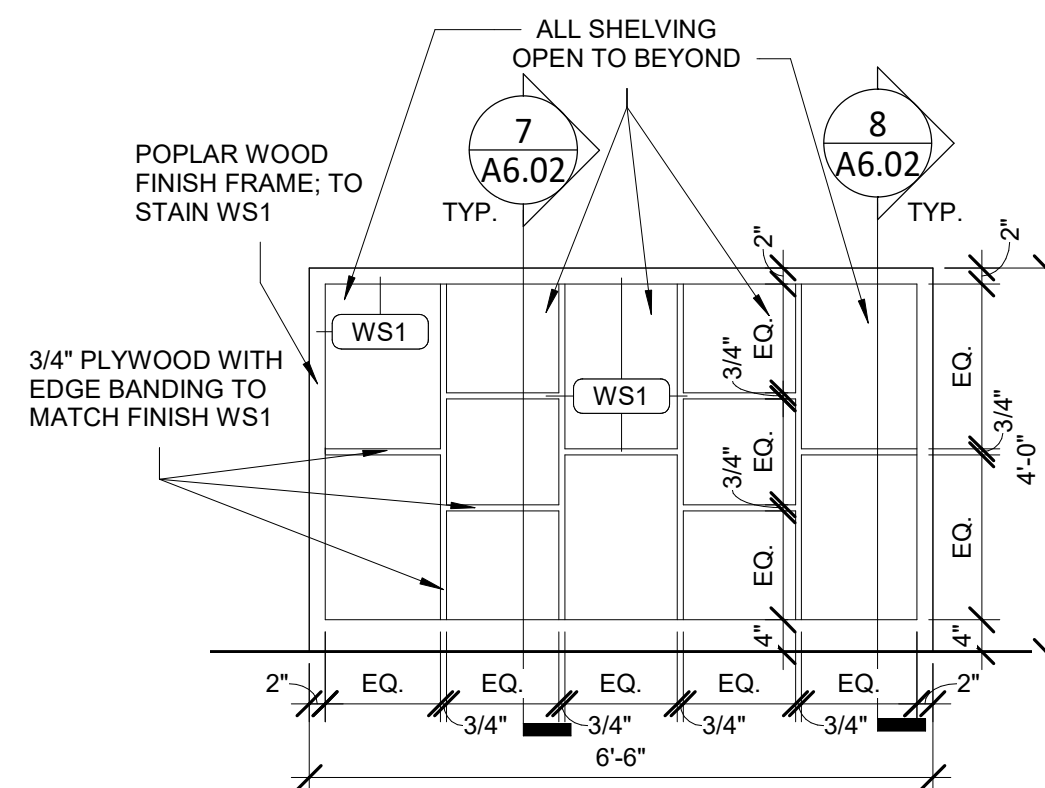 ALL SHELVING
OPEN TO BEYOND
7
A6.02
8
A6.02
POPLAR WOOD
FINISH FRAME; TO
STAIN WS1
TYP.
TYP.
2"
2"
WS1
3/4" PLYWOOD WITH
EDGE BANDING TO
MATCH FINISH WS1
EQ.
3/4"
EQ.
WS1
3/4"
EQ.
3/4"
4'-0"
EQ.
EQ.
4"
4"
2"
EQ.
EQ.
EQ.
EQ.
EQ.
2"
3/4"
3/4"
3/4"
3/4"
6'-6"